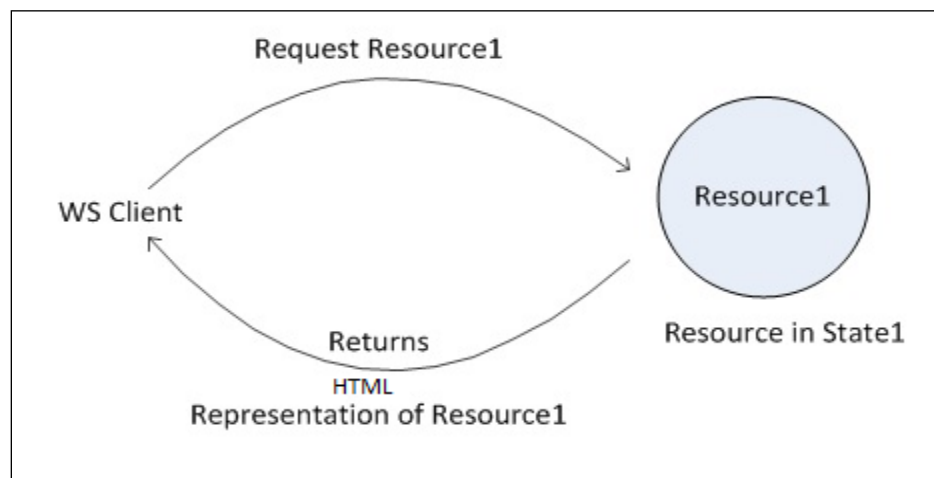 Request Resource1
WS Client
Resource1
Resource in State1
Returns
HTML
Representation of Resource1